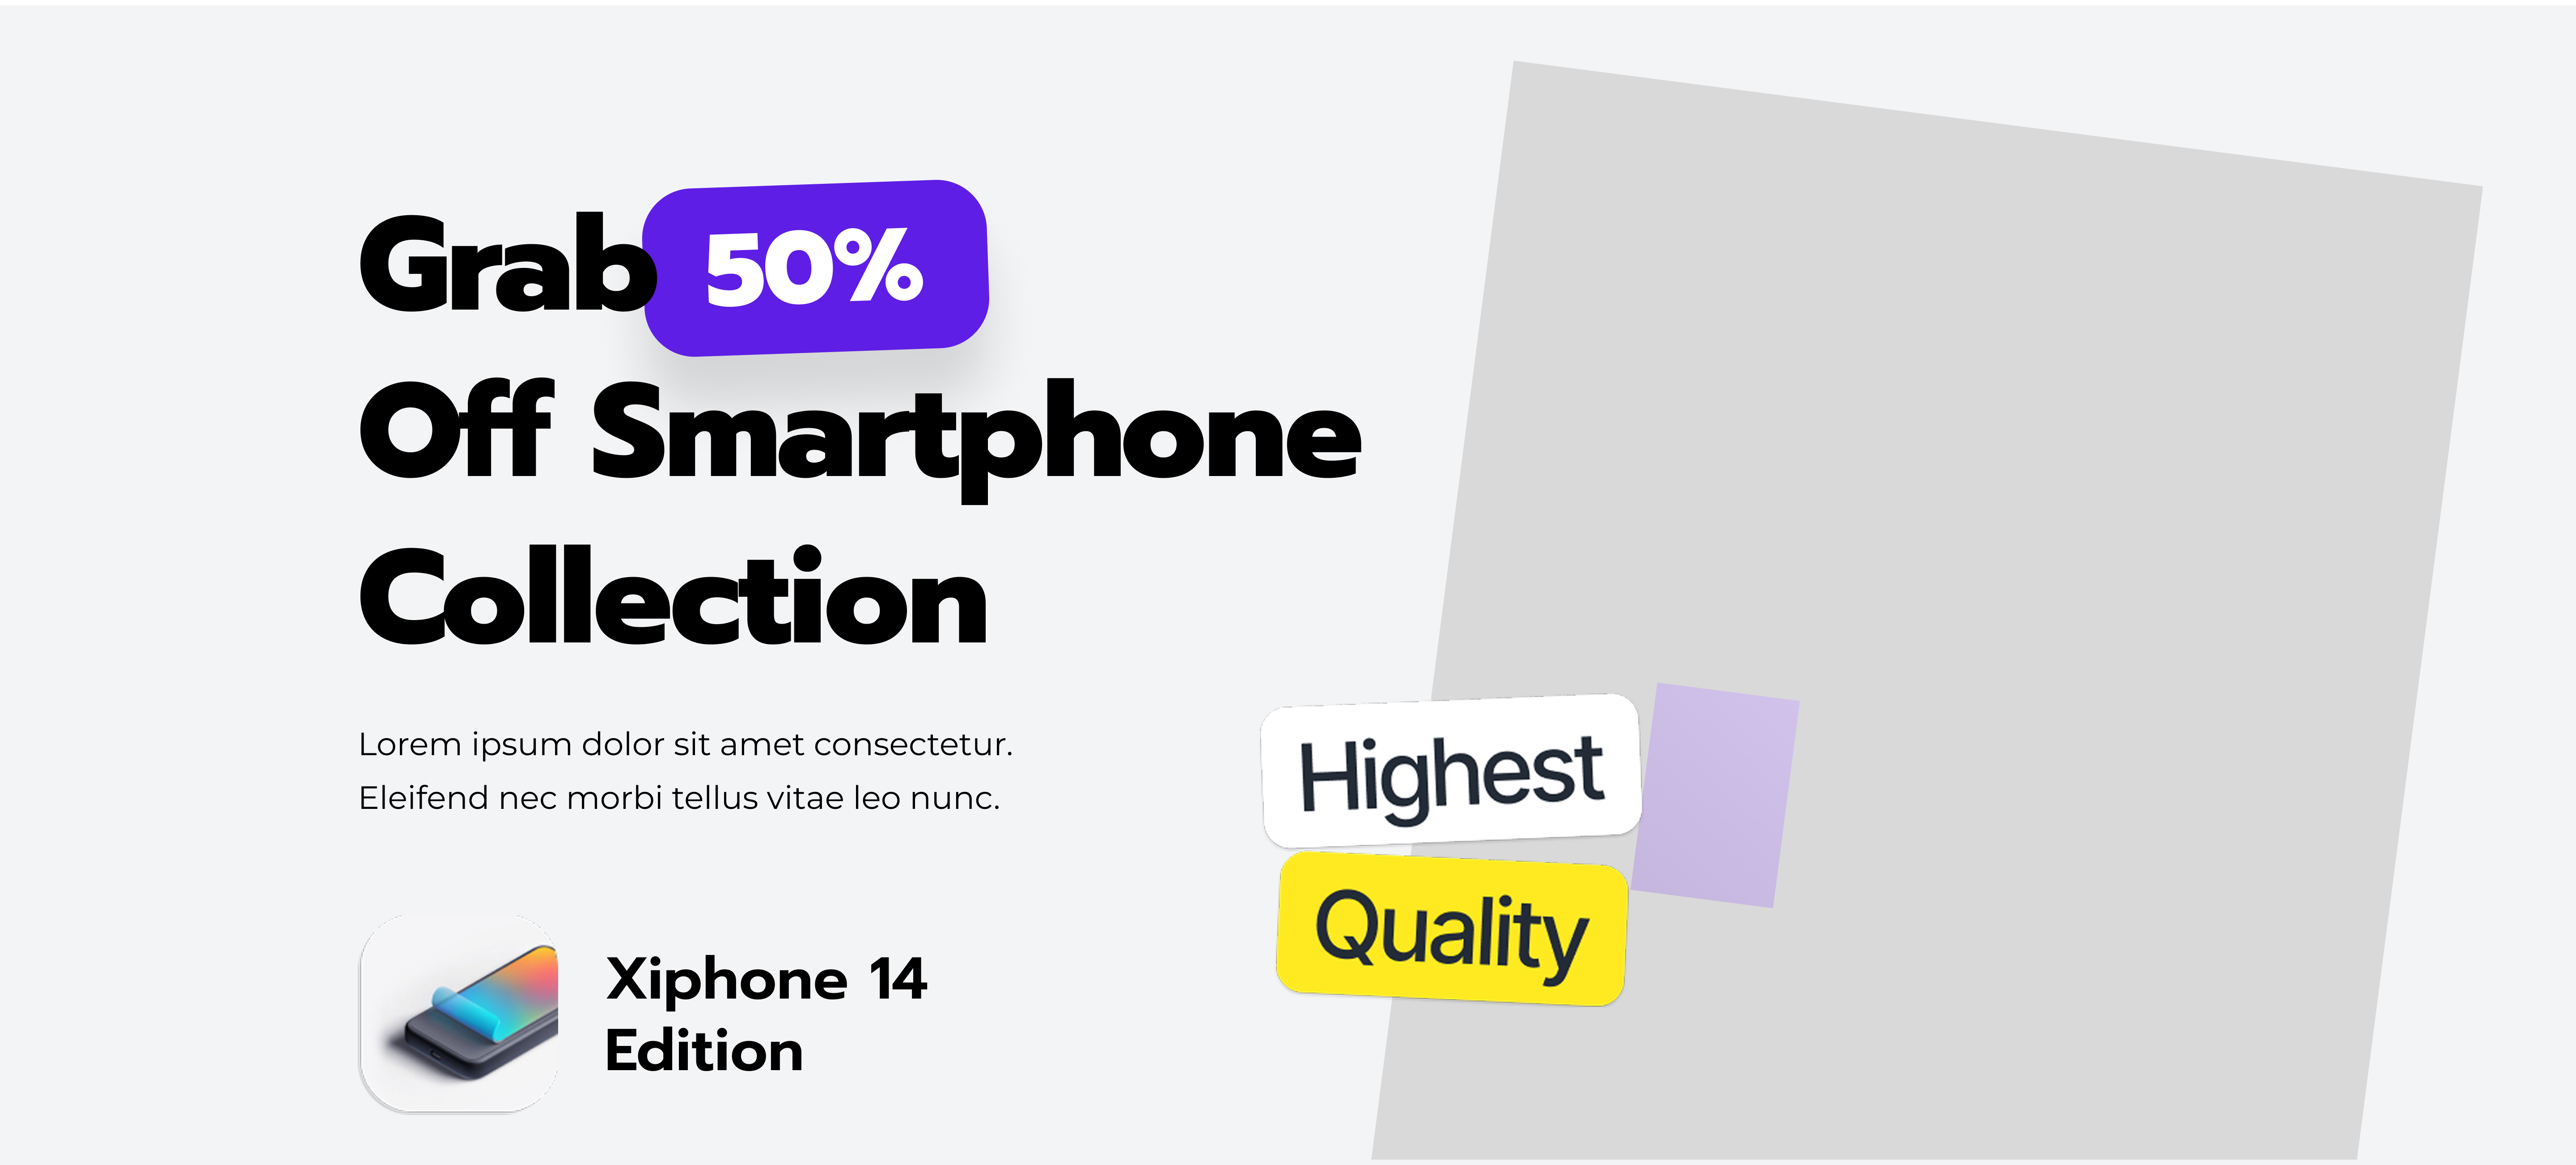 Grab 50%
Off Smartphone
Collection
Lorem ipsum dolor sit amet consectetur.
Eleifend nec morbi tellus vitae leo nunc.
Highest
Quality
Xiphone 14
Edition